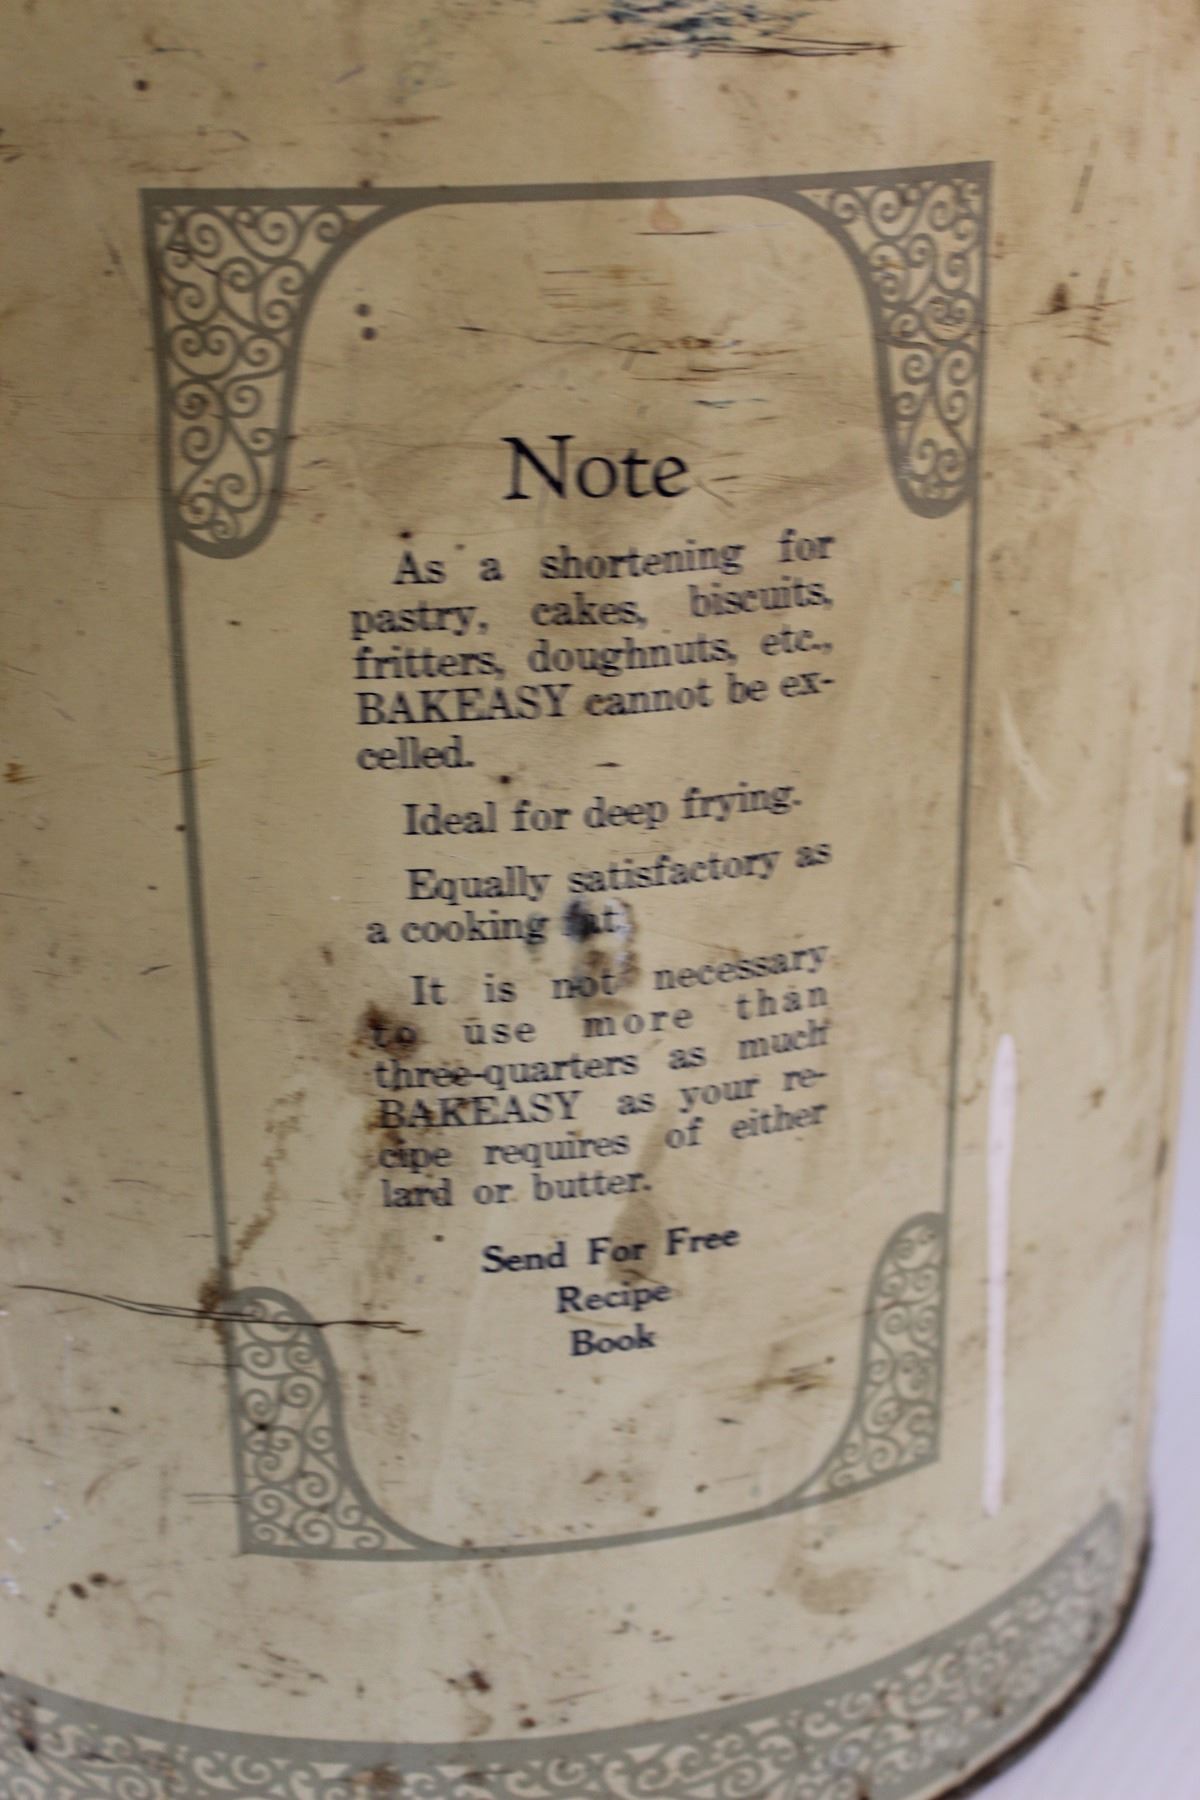 Note
As a shortening for
pastry, cakes, biscuits,
fritters, doughnuts, etc.,
BAKEASY cannot be ex-
celled.
Ideal for deep frying.
Equally satisfactory as
a cooking fat.
It is not necessary
to use more than
three-quarters as much
BAKEASY as your re-
cipe requires of either
lard or butter.
Send For Free
Recipe
Book